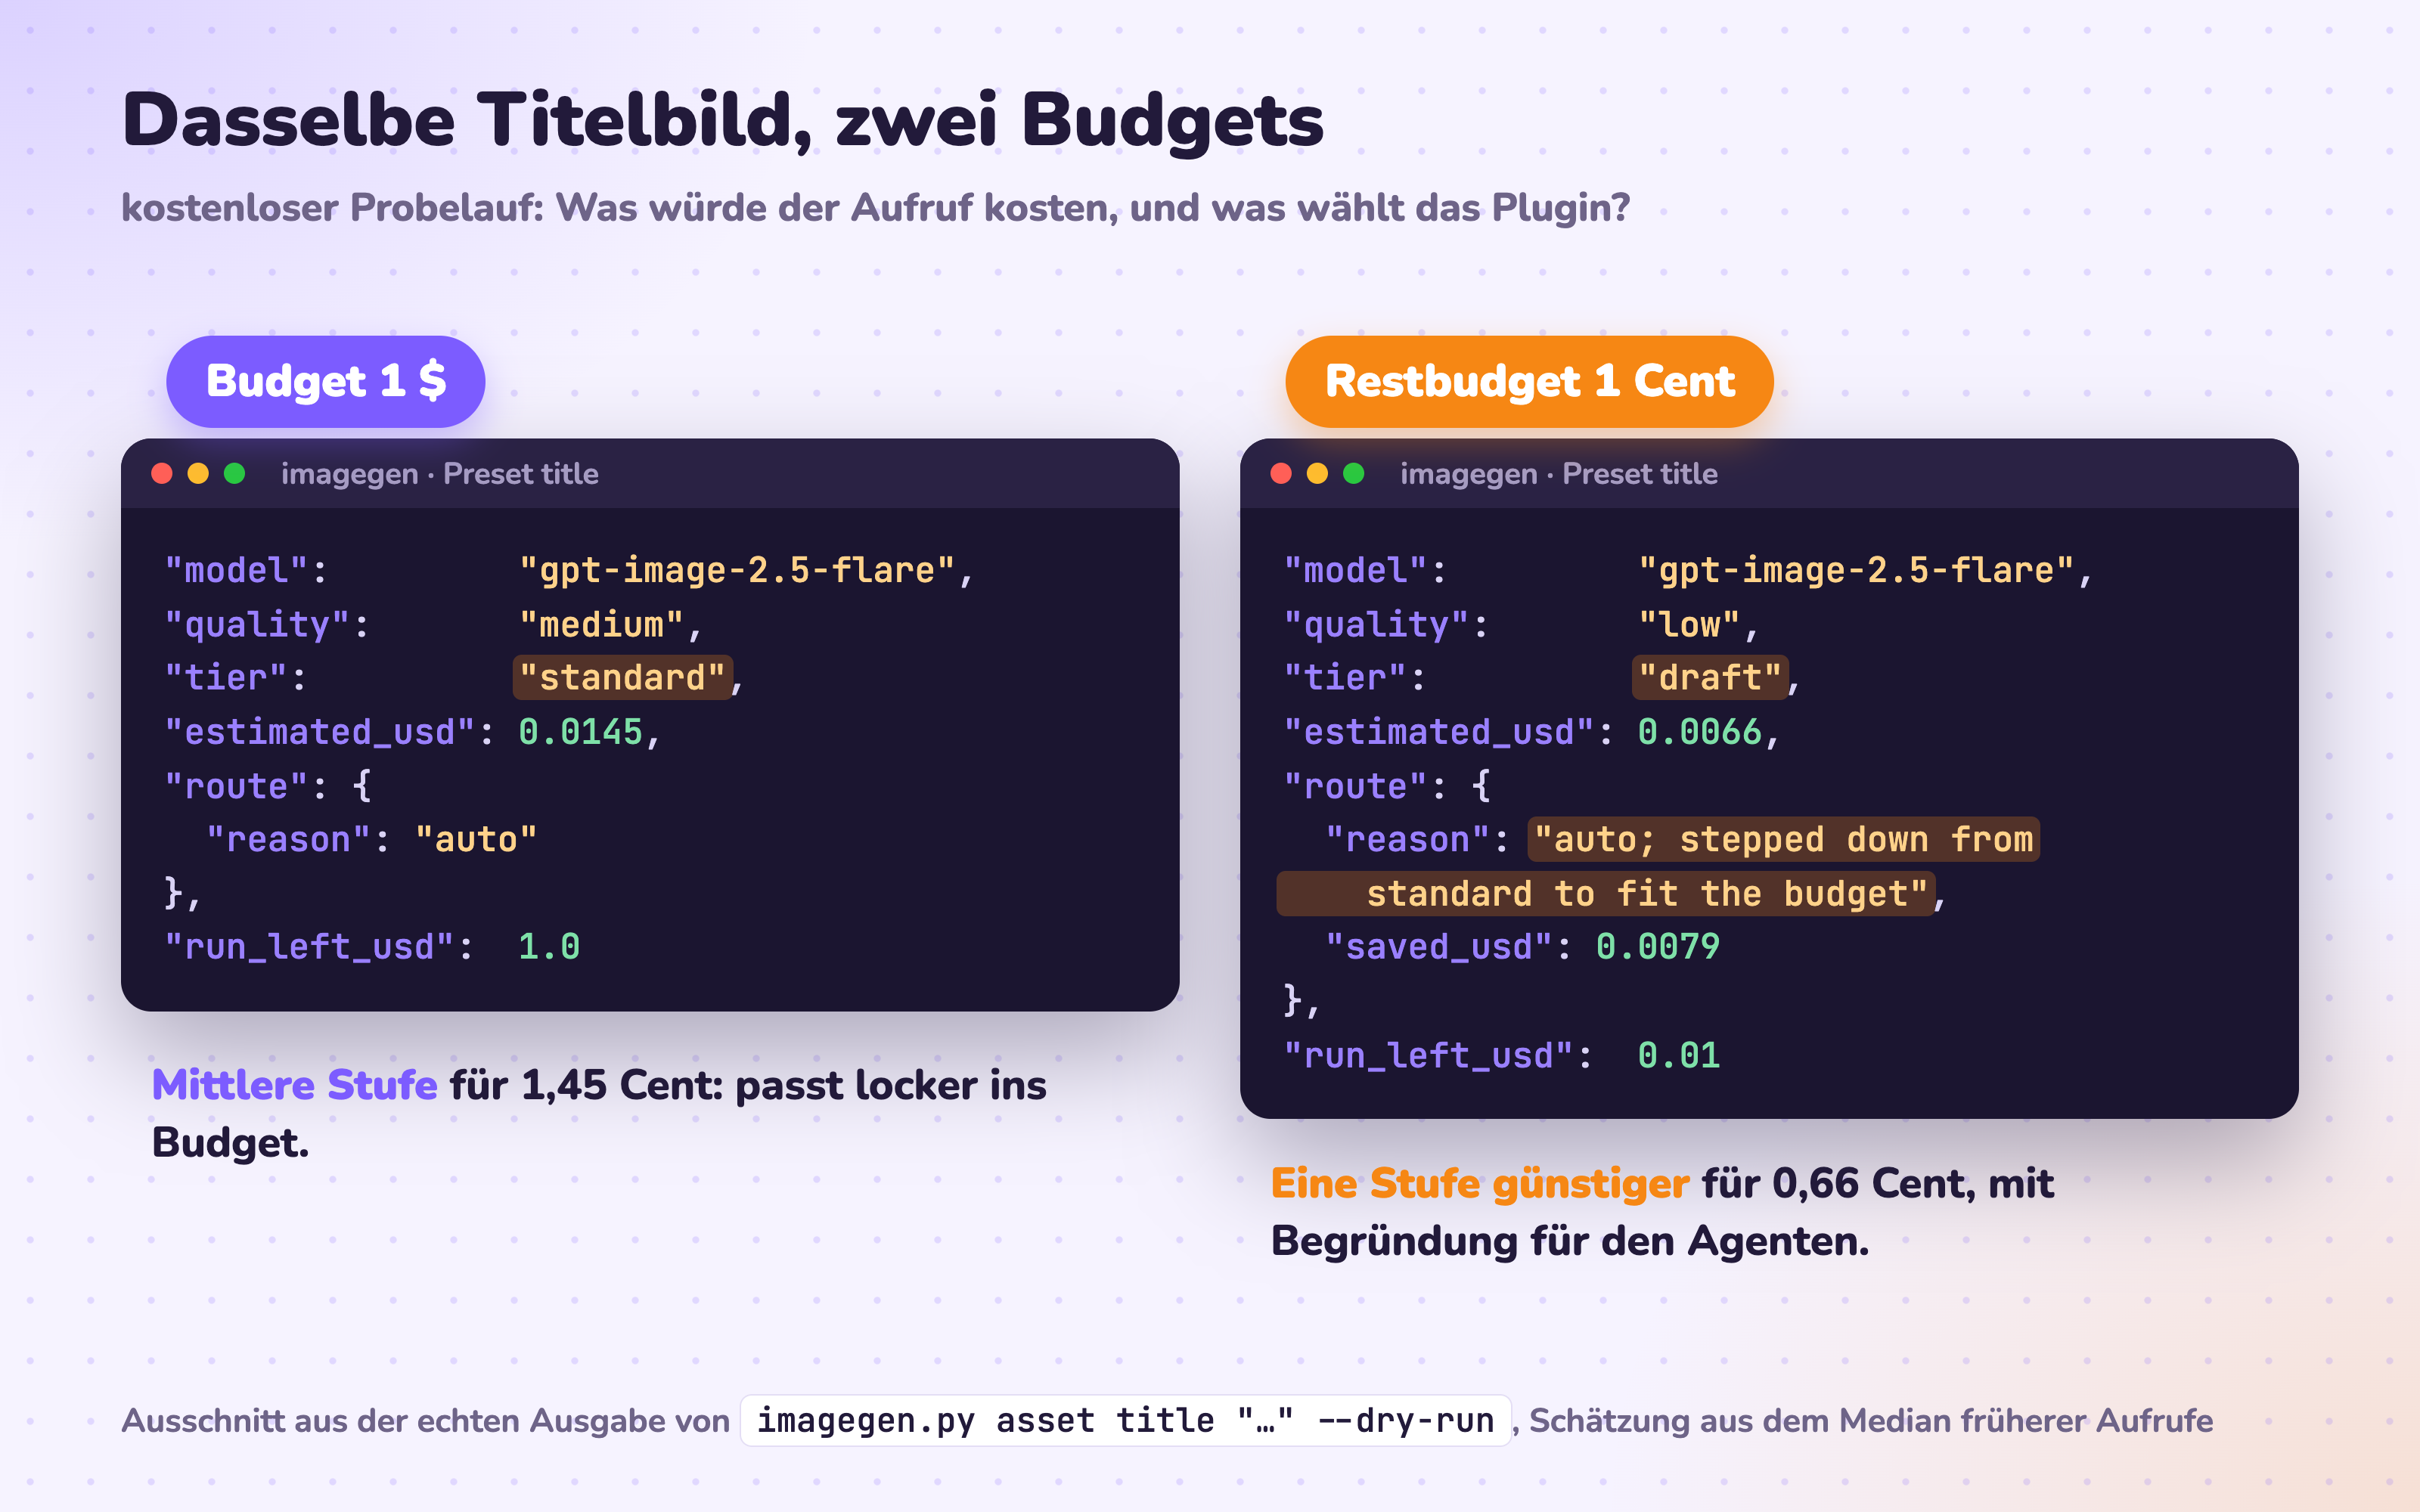 Dasselbe Titelbild, zwei Budgets
kostenloser Probelauf: Was würde der Aufruf kosten, und was wählt das Plugin?
Budget 1 $
imagegen · Preset title
"model": "gpt-image-2.5-flare",
"quality": "medium",
"tier": "standard",
"estimated_usd": 0.0145,
"route": {
"reason": "auto"
},
"run_left_usd": 1.0
Mittlere Stufe für 1,45 Cent: passt locker ins
Budget.
Restbudget 1 Cent
imagegen · Preset title
"model": "gpt-image-2.5-flare",
"quality": "low",
"tier": "draft",
"estimated_usd": 0.0066,
"route": {
"reason": "auto; stepped down from
standard to fit the budget",
"saved_usd": 0.0079
},
"run_left_usd": 0.01
Eine Stufe günstiger für 0,66 Cent, mit
Begründung für den Agenten.
Ausschnitt aus der echten Ausgabe von imagegen.py asset title "…" --dry-run, Schätzung aus dem Median früherer Aufrufe